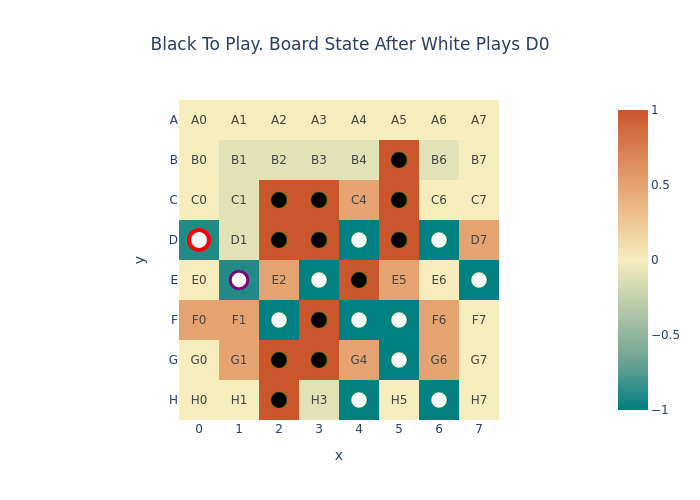 Black To Play. Board State After White Plays D0
A A0 A1 A2 A3 A4 A5 A6 A7
B B0 B1 B2 B3 B4 B6 B7
C C0 C1 C4 C6 C7
D D1 D7
E E0 E2 E5 E6
F F0 F1 F6 F7
G G0 G1 G4 G6 G7
H H0 H1 H3 H5 H7
0 1 2 3 4 5 6 7
x
y
1
0.5
0
−0.5
−1